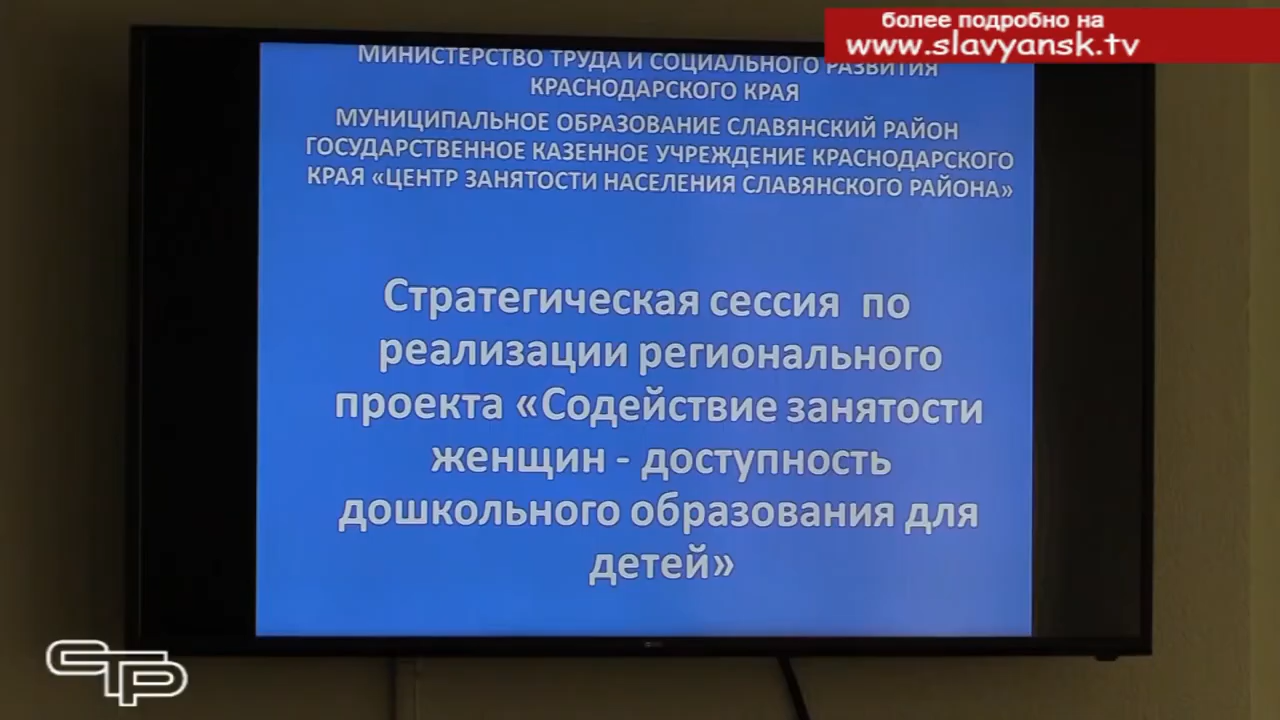 более подробно на
www.slavyansk.tv
МИНИСТЕРСТВО ТРУДА И СОЦИАЛЬНОГО РАЗВИТИЯ
КРАСНОДАРСКОГО КРАЯ
МУНИЦИПАЛЬНОЕ ОБРАЗОВАНИЕ СЛАВЯНСКИЙ РАЙОН
ГОСУДАРСТВЕННОЕ КАЗЕННОЕ УЧРЕЖДЕНИЕ КРАСНОДАРСКОГО
КРАЯ «ЦЕНТР ЗАНЯТОСТИ НАСЕЛЕНИЯ СЛАВЯНСКОГО РАЙОНА»
Стратегическая сессия по
реализации регионального
проекта «Содействие занятости
женщин - доступность
дошкольного образования для
детей»
СТР